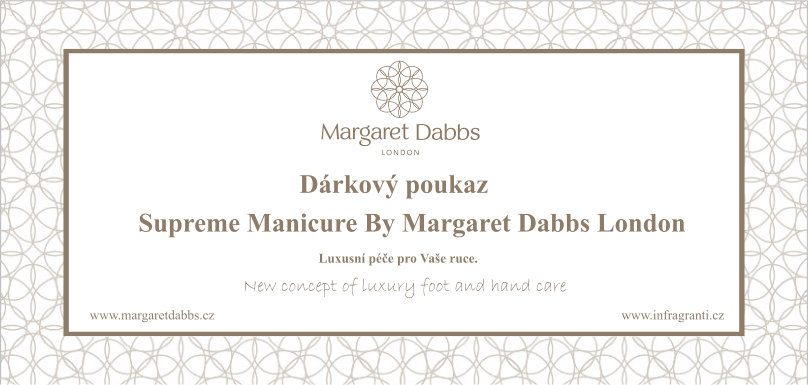 Margaret Dabbs
LONDON
Dárkový poukaz
Supreme Manicure By Margaret Dabbs London
Luxusní péče pro Vaše ruce.
New concept of luxury foot and hand care
www.margaretdabbs.cz www.infragranti.cz